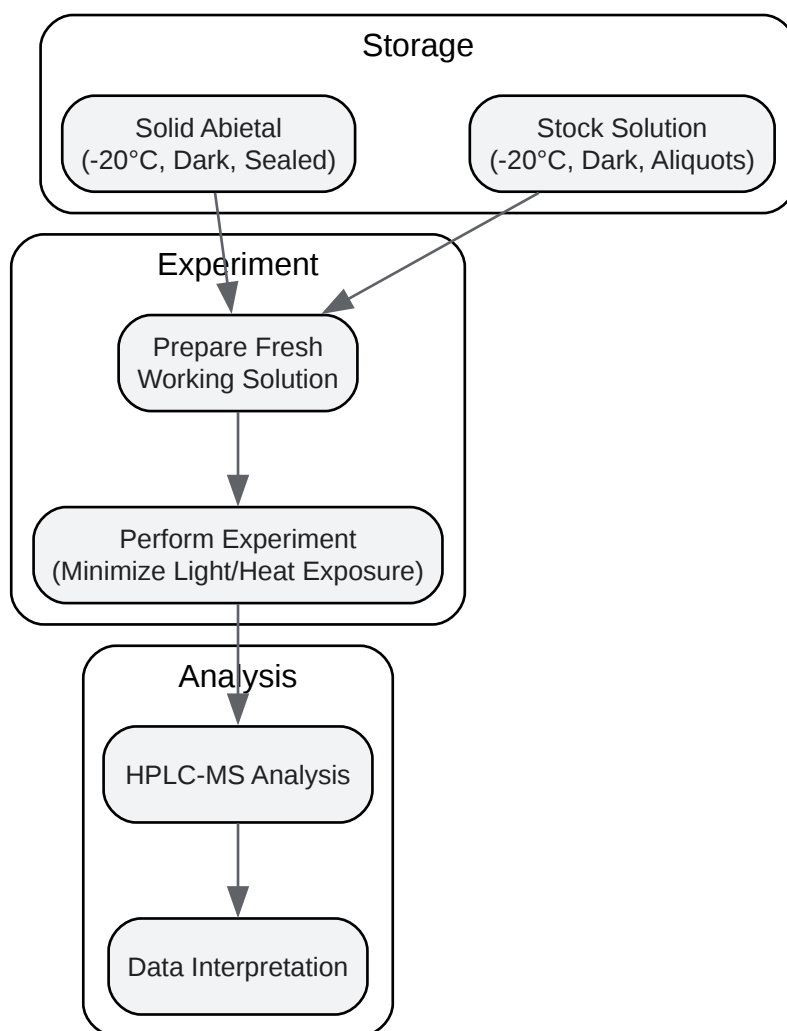 Storage
Solid Abietal
(-20°C, Dark, Sealed)
Stock Solution
(-20°C, Dark, Aliquots)
Experiment
Prepare Fresh
Working Solution
Perform Experiment
(Minimize Light/Heat Exposure)
Analysis
HPLC-MS Analysis
Data Interpretation